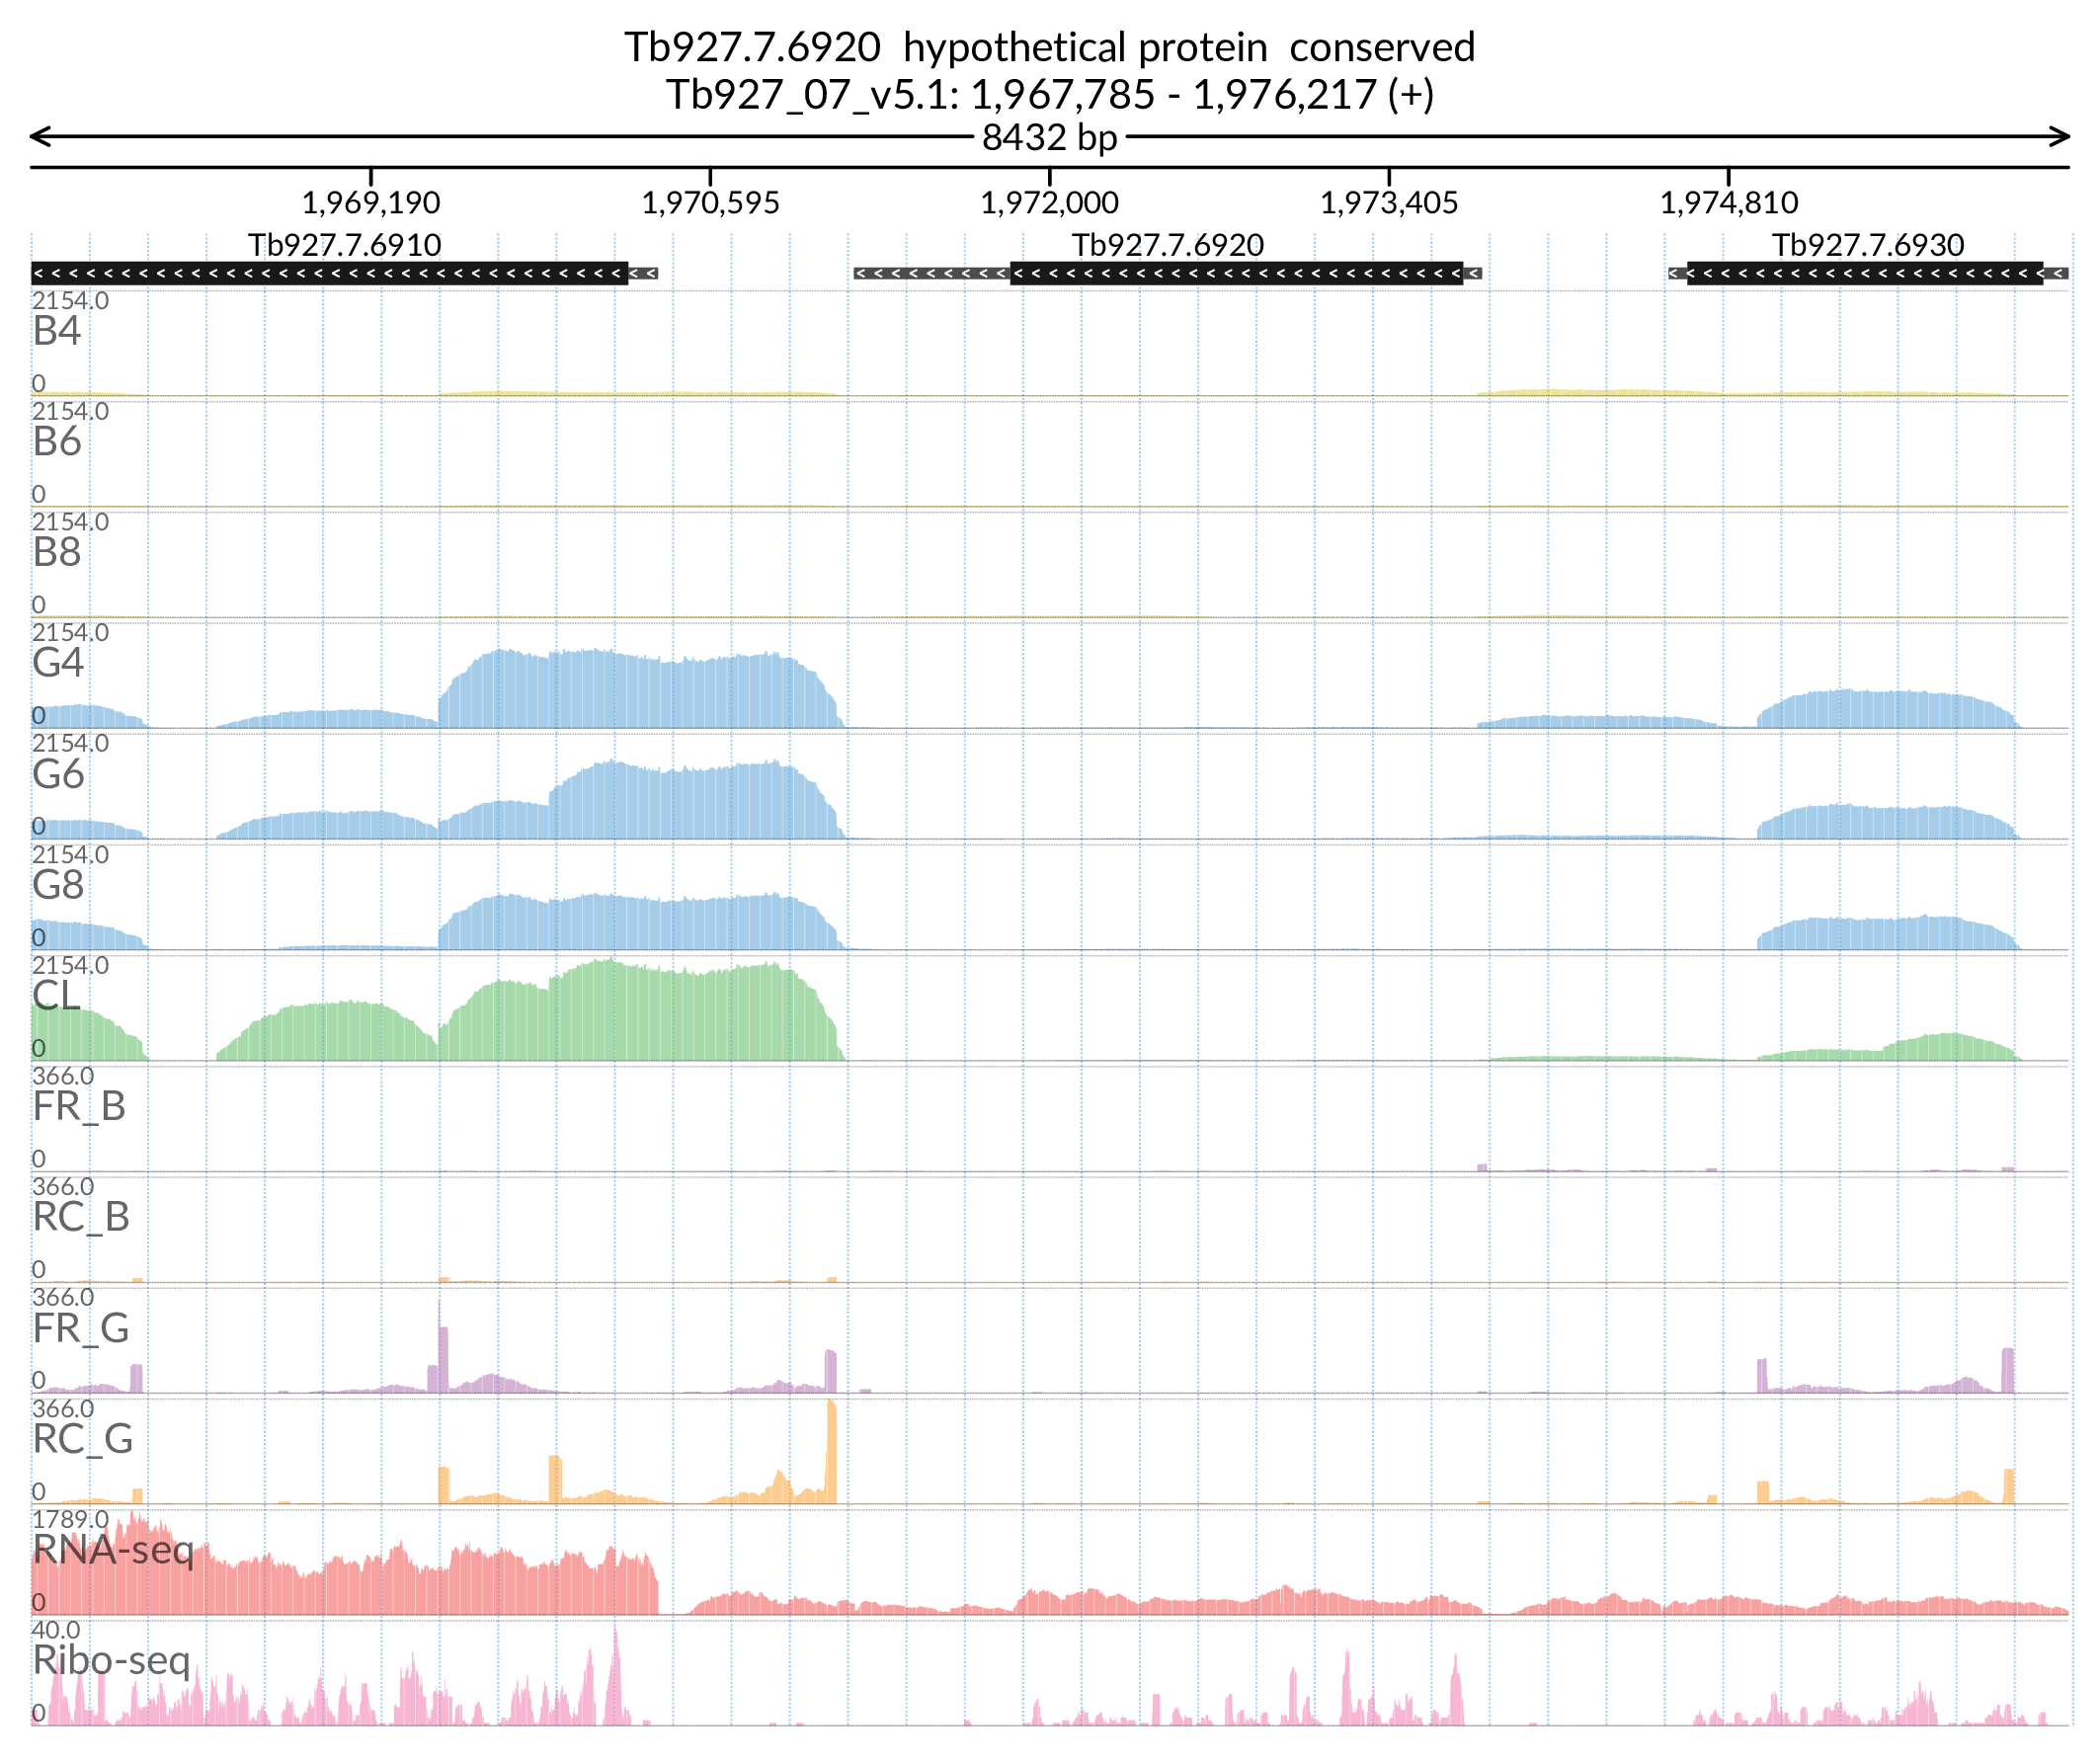 Tb927.7.6920 hypothetical protein conserved
Tb927_07_v5.1: 1,967,785 - 1,976,217 (+)
8432 bp
1,969,190 1,970,595 1,972,000 1,973,405 1,974,810
Tb927.7.6910 Tb927.7.6920 Tb927.7.6930
2154.0
B4
0
2154.0
B6
0
2154.0
B8
0
2154.0
G4
0
2154.0
G6
0
2154.0
G8
0
2154.0
CL
0
366.0
FR_B
0
366.0
RC_B
0
366.0
FR_G
0
366.0
RC_G
0
1789.0
RNA-seq
0
40.0
Ribo-seq
0